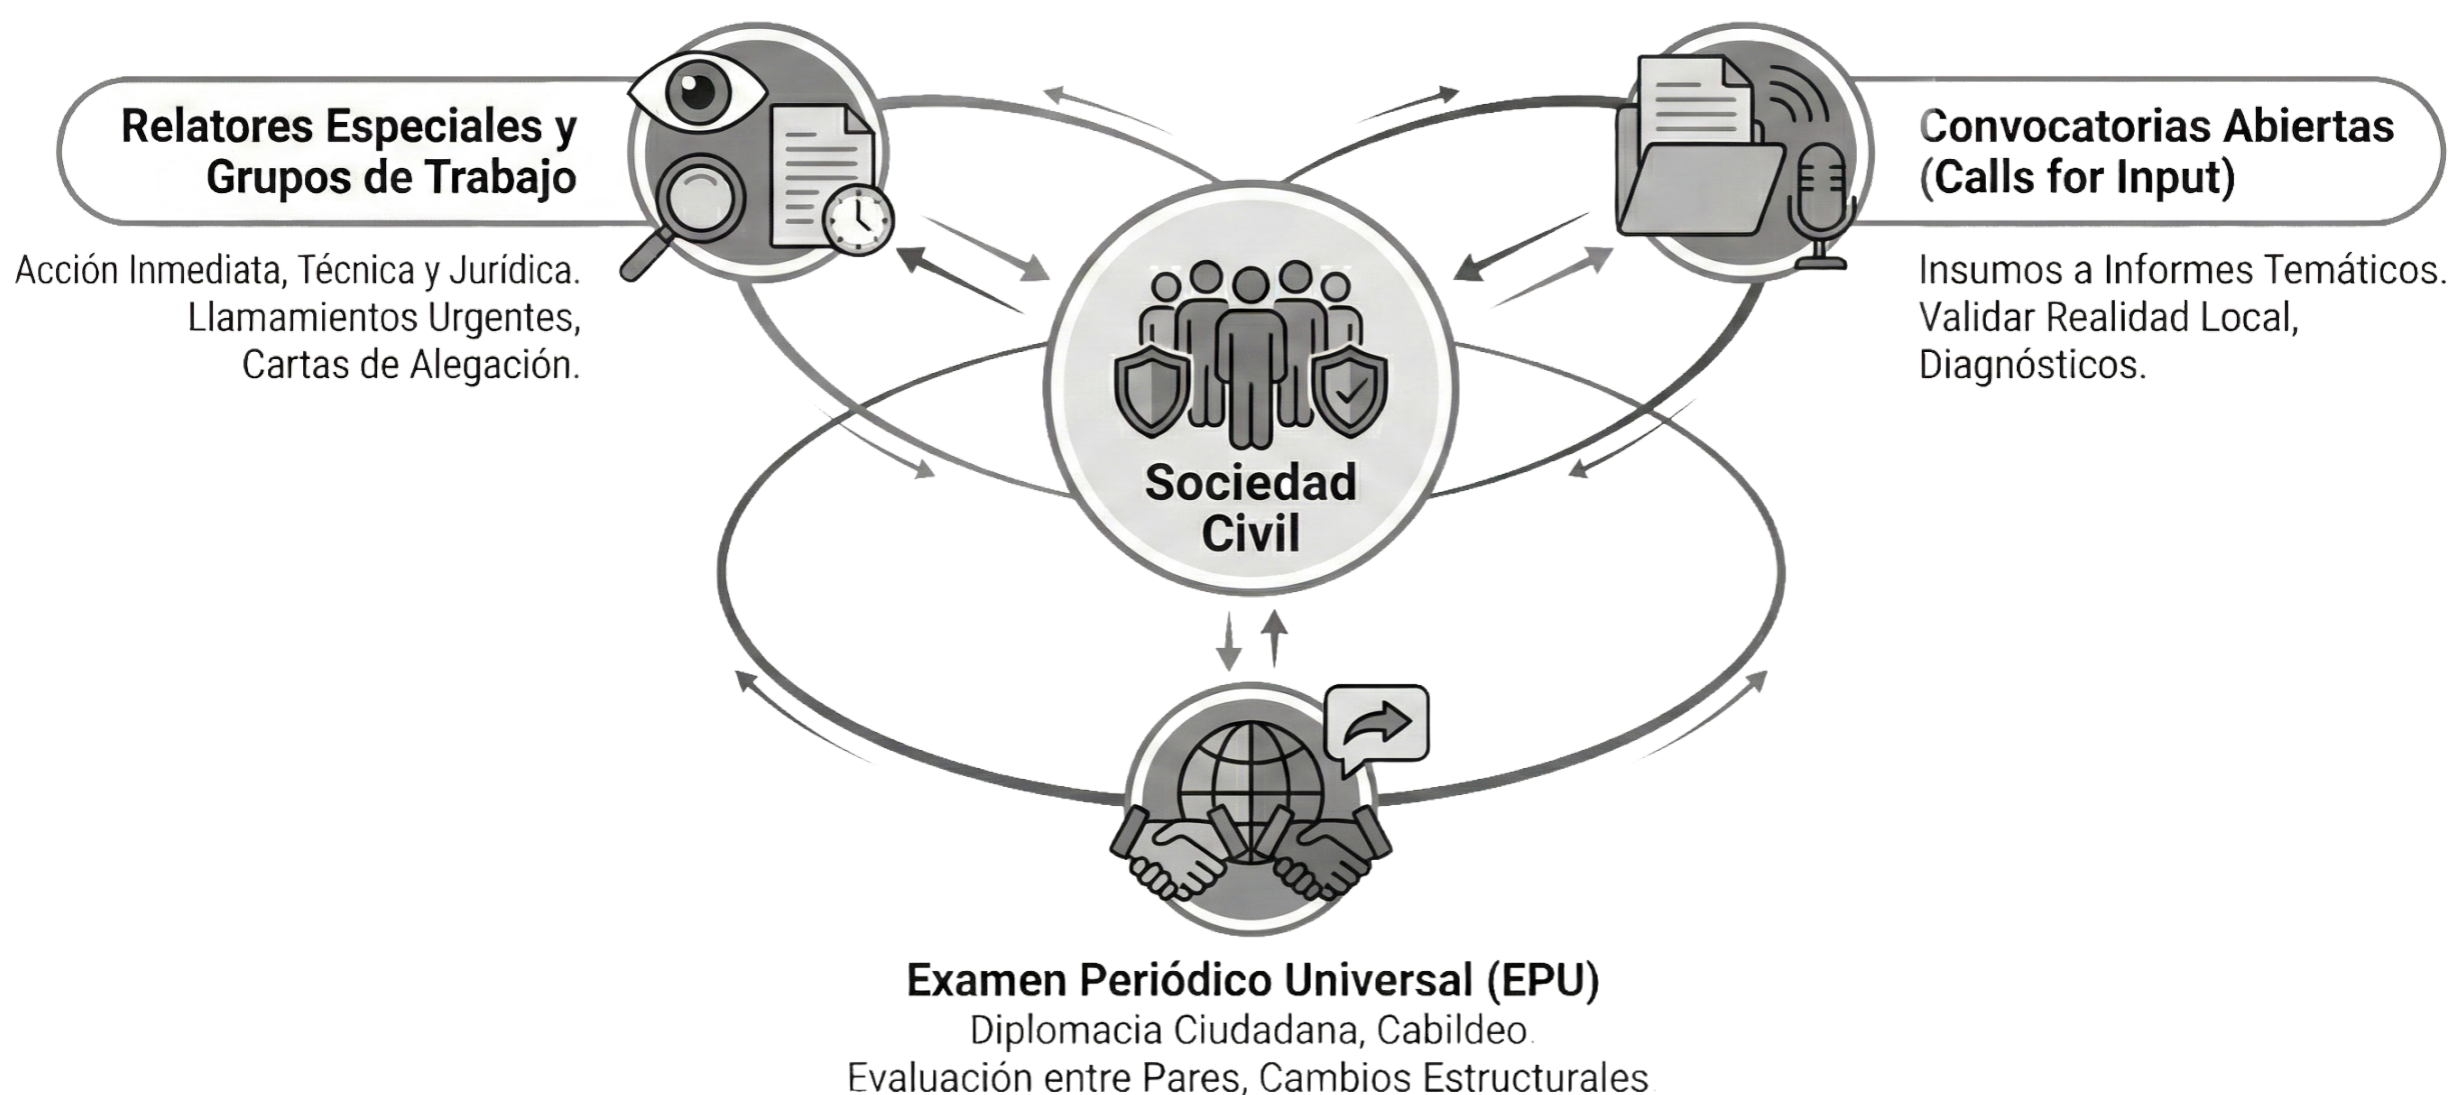 Relatores Especiales y
Grupos de Trabajo
Acción Inmediata, Técnica y Jurídica.
Llamamientos Urgentes,
Cartas de Alegación.
Convocatorias Abiertas
(Calls for Input)
Insumos a Informes Temáticos.
Validar Realidad Local,
Diagnósticos.
Sociedad
Civil
Examen Periódico Universal (EPU)
Diplomacia Ciudadana, Cabildeo.
Evaluación entre Pares, Cambios Estructurales